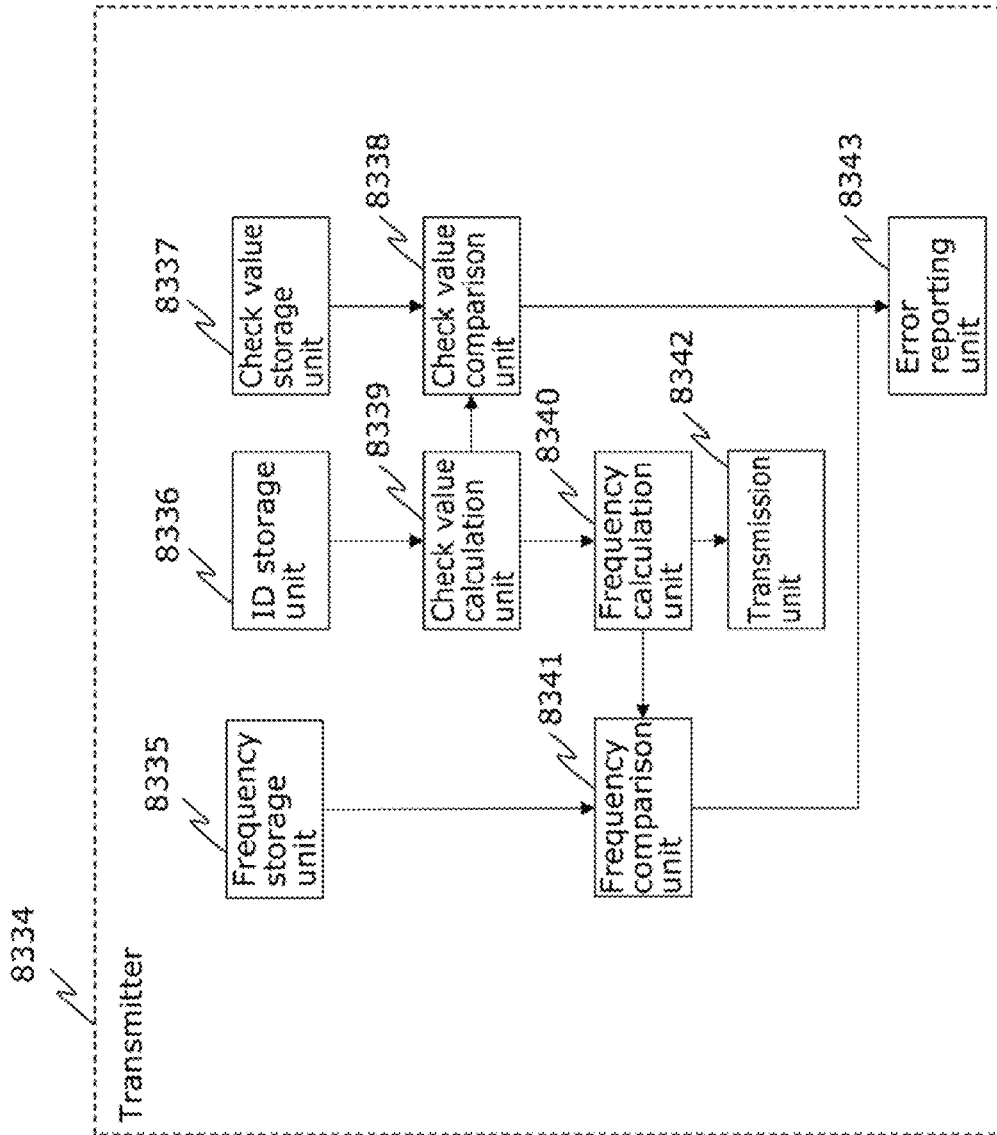 8334
Transmitter
8335
Frequency
storage
unit
8336
ID storage
unit
8337
Check value
storage
unit
8339
Check value
calculation
unit
8338
Check value
comparison
unit
8341
Frequency
comparison
unit
8340
Frequency
calculation
unit
8342
Transmission
unit
8343
Error
reporting
unit